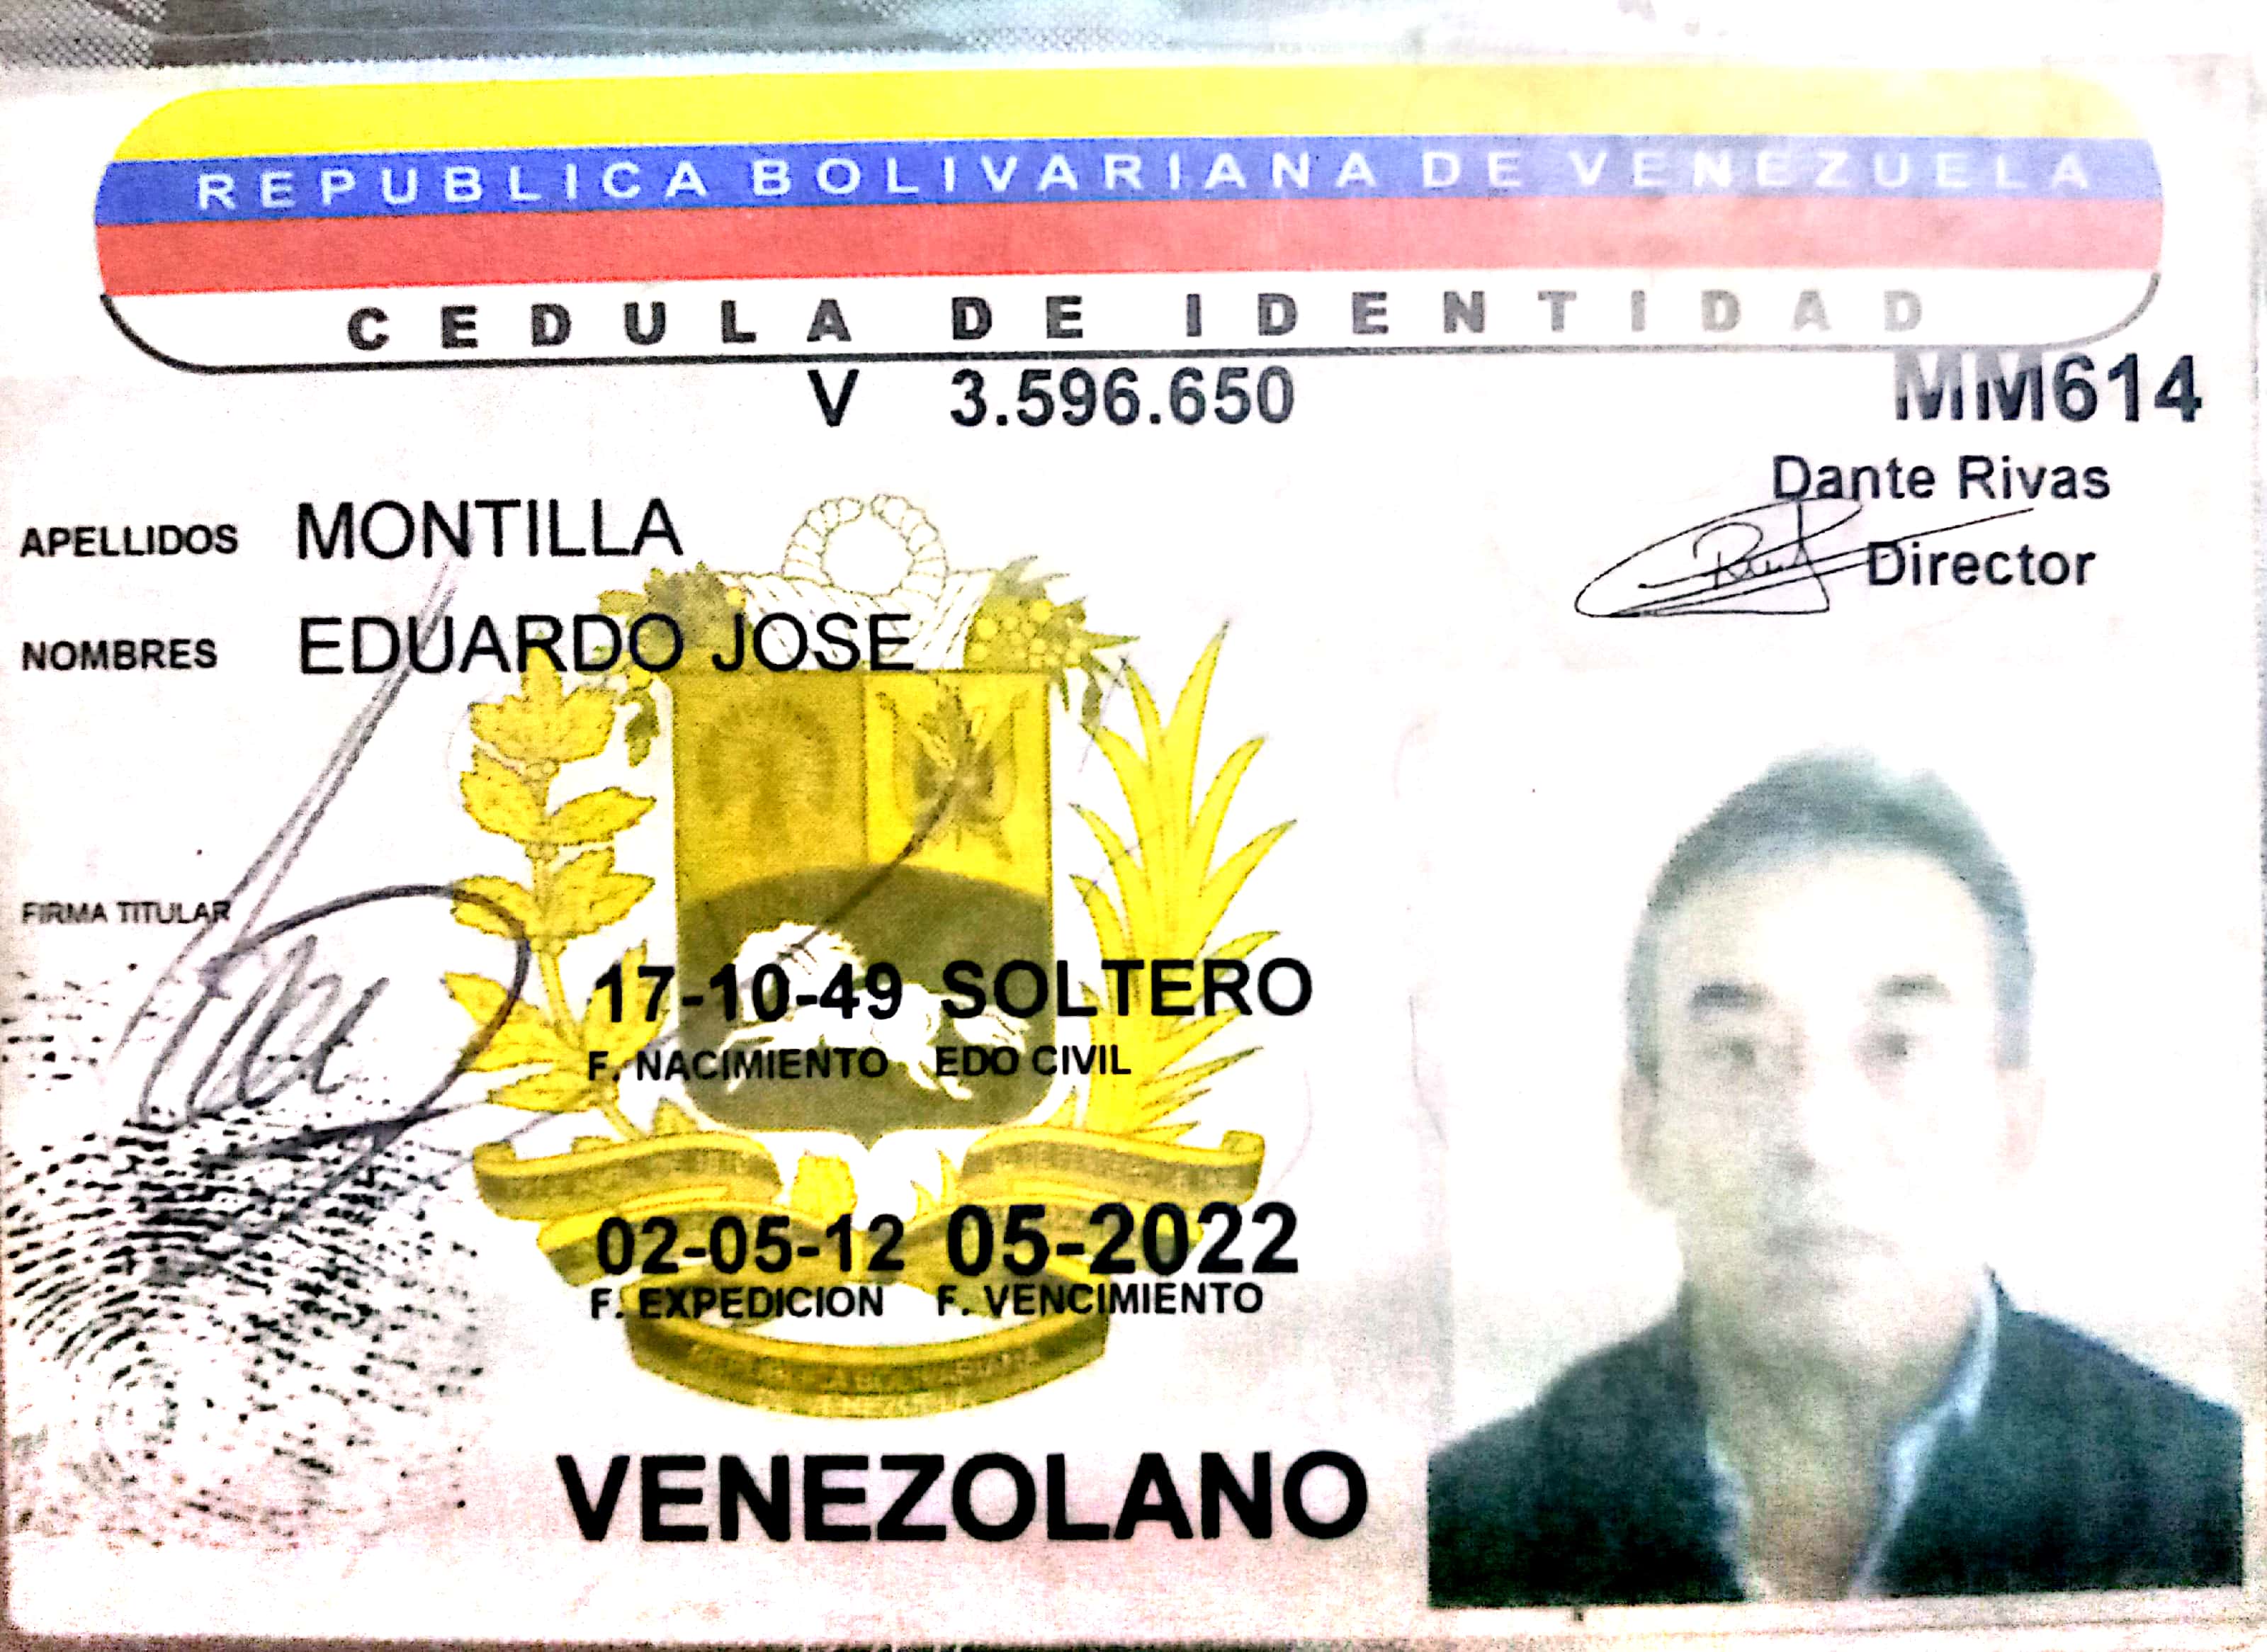 REPUBLICA BOLIVARIANA DE VENEZUELA
CEDULA DE IDENTIDAD
V 3.596.650
MM614
Dante Rivas
Director
APELLIDOS MONTILLA
NOMBRES EDUARDO JOSE
FIRMA TITULAR
17-10-49 SOLTERO
F. NACIMIENTO EDO CIVIL
02-05-12 05-2022
F. EXPEDICION F. VENCIMIENTO
VENEZOLANO